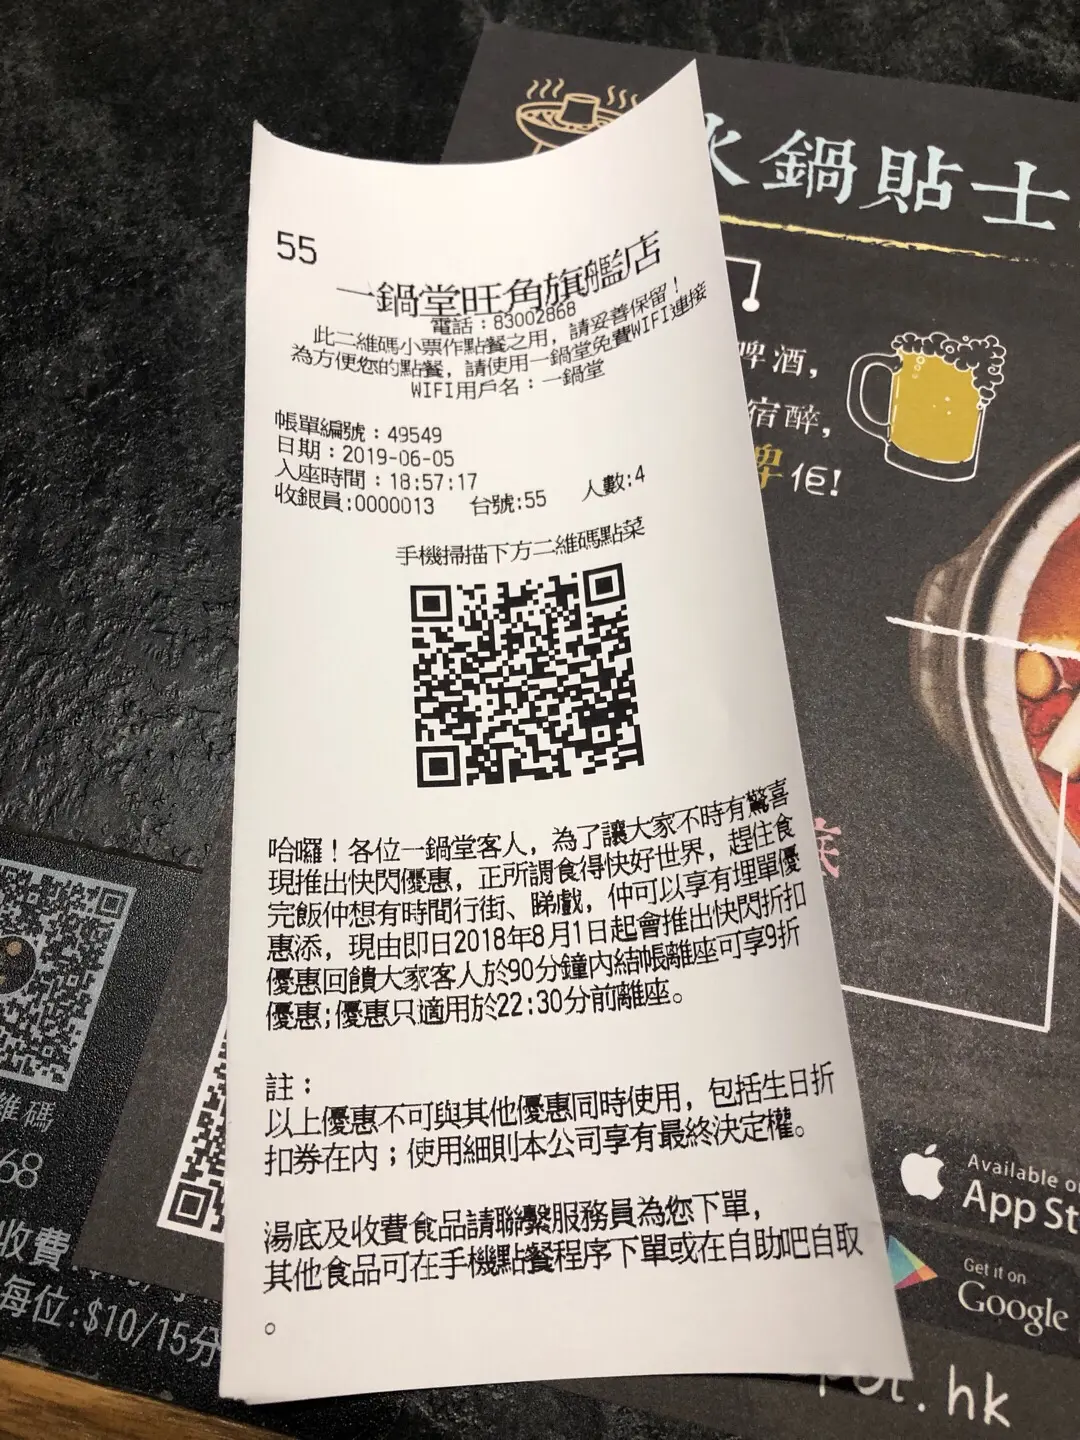 火鍋貼士
55
一鍋堂旺角旗艦店
電話：83002868
此二維碼小票作點餐之用，請妥善保留！
為方便您的點餐，請使用一鍋堂免費WIFI連接
WIFI用戶名：一鍋堂
帳單編號：49549
日期：2019-06-05
入座時間：18:57:17
收銀員:0000013 台號:55 人數:4
手機掃描下方二維碼點菜
哈囉！各位一鍋堂客人，為了讓大家不時有驚喜
現推出快閃優惠，正所謂食得快好世界，趕住食
完飯仲想有時間行街、睇戲，仲可以享有埋單優
惠添，現由即日2018年8月1日起會推出快閃折扣
優惠回饋大家客人於90分鐘內結帳離座可享9折
優惠;優惠只適用於22:30分前離座。
註：
以上優惠不可與其他優惠同時使用，包括生日折
扣券在內；使用細則本公司享有最終決定權。
湯底及收費食品請聯繫服務員為您下單，
其他食品可在手機點餐程序下單或在自助吧自取
。
啤酒，
宿醉，
啤佢!
維碼
68
收費
每位:$10/15分
Available o
App St
Get it on
Google
.hk